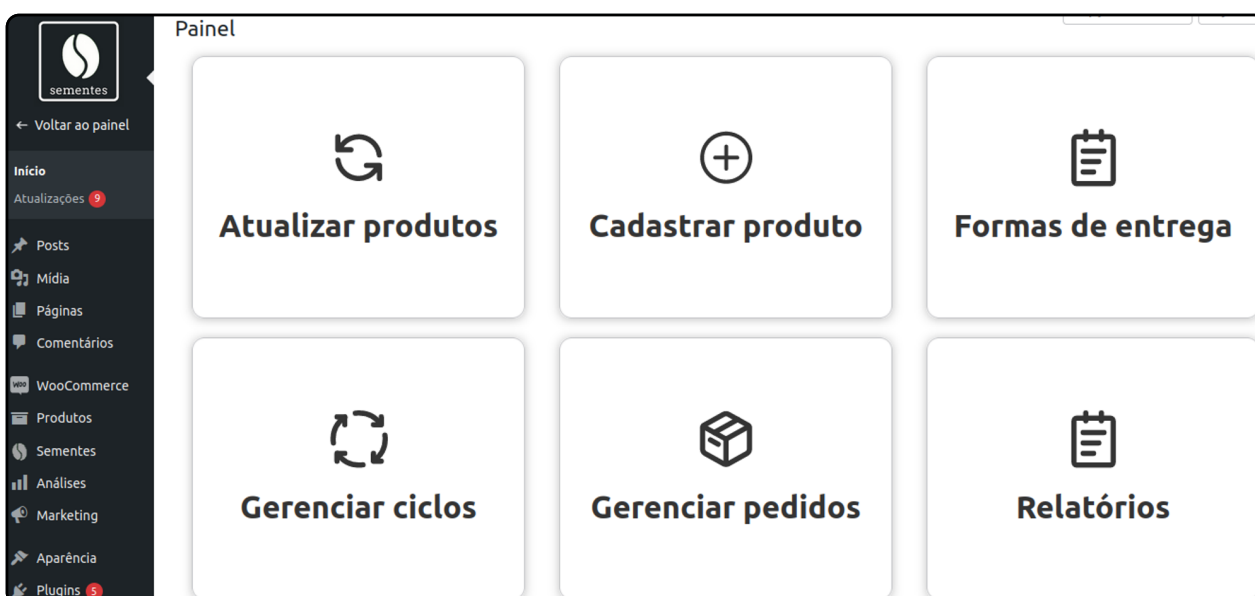 Painel
sementes
← Voltar ao painel
Início
Atualizações 9
Posts
Mídia
Páginas
Comentários
WooCommerce
Produtos
Sementes
Análises
Marketing
Aparência
Plugins 5
Atualizar produtos
Cadastrar produto
Formas de entrega
Gerenciar ciclos
Gerenciar pedidos
Relatórios